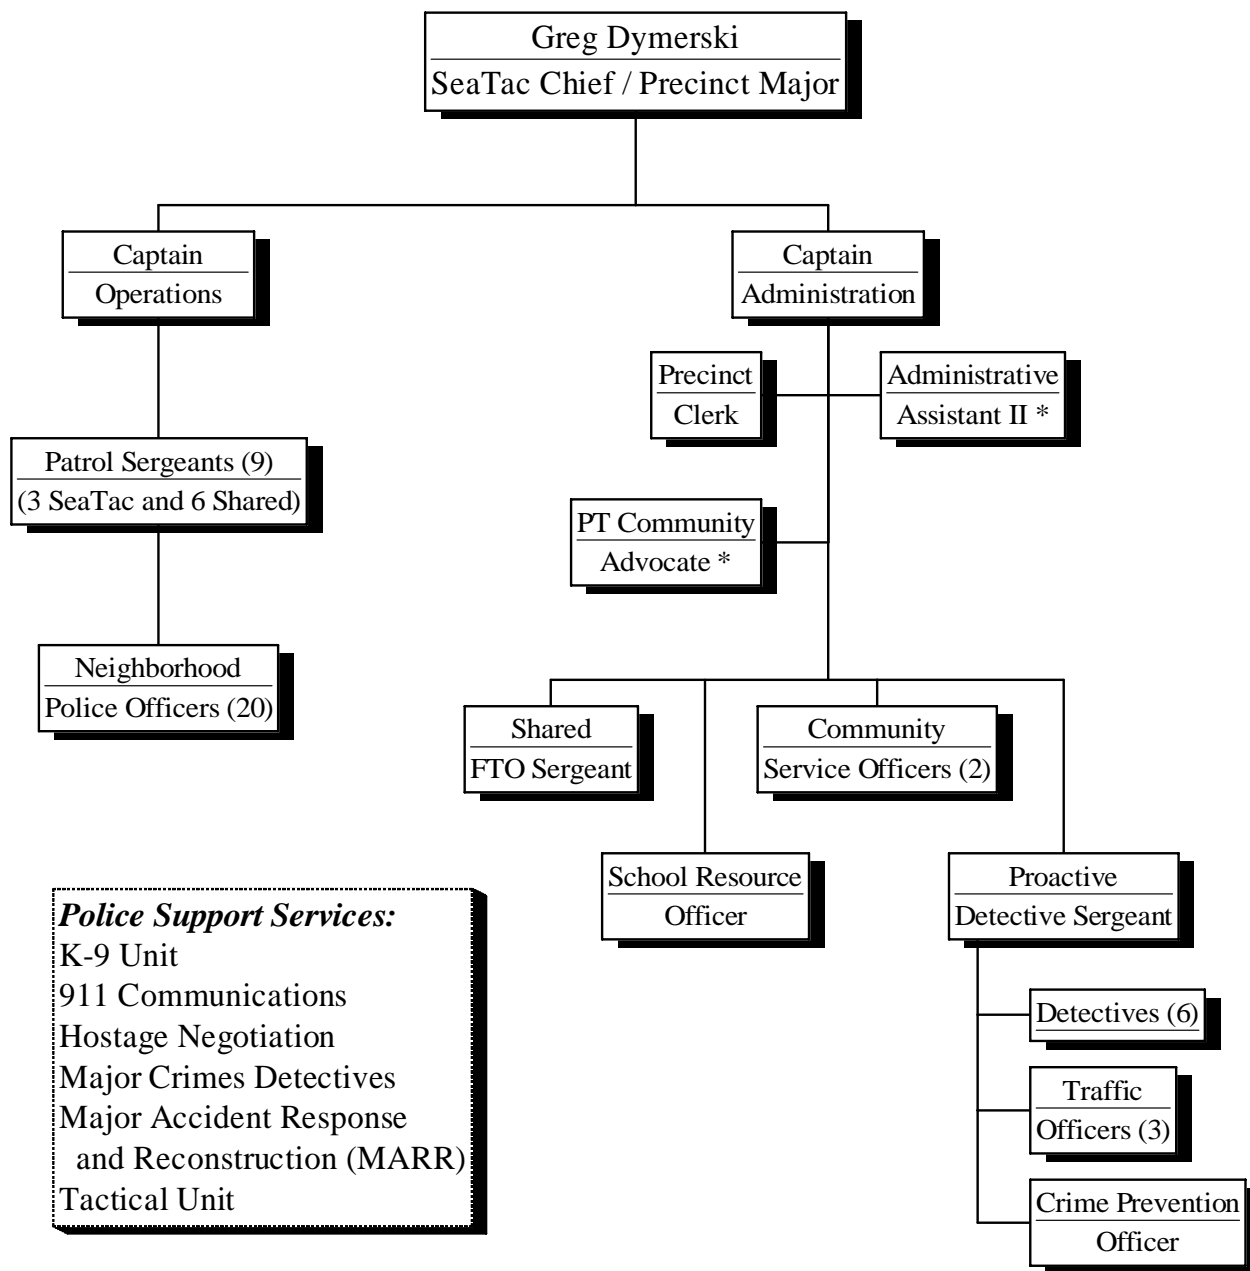 Greg Dymerski
SeaTac Chief / Precinct Major
Captain
Operations
Captain
Administration
Precinct
Clerk
Administrative
Assistant II *
Patrol Sergeants (9)
(3 SeaTac and 6 Shared)
PT Community
Advocate *
Neighborhood
Police Officers (20)
Shared
FTO Sergeant
Community
Service Officers (2)
School Resource
Officer
Proactive
Detective Sergeant
Detectives (6)
Traffic
Officers (3)
Crime Prevention
Officer
Police Support Services:
K-9 Unit
911 Communications
Hostage Negotiation
Major Crimes Detectives
Major Accident Response
and Reconstruction (MARR)
Tactical Unit